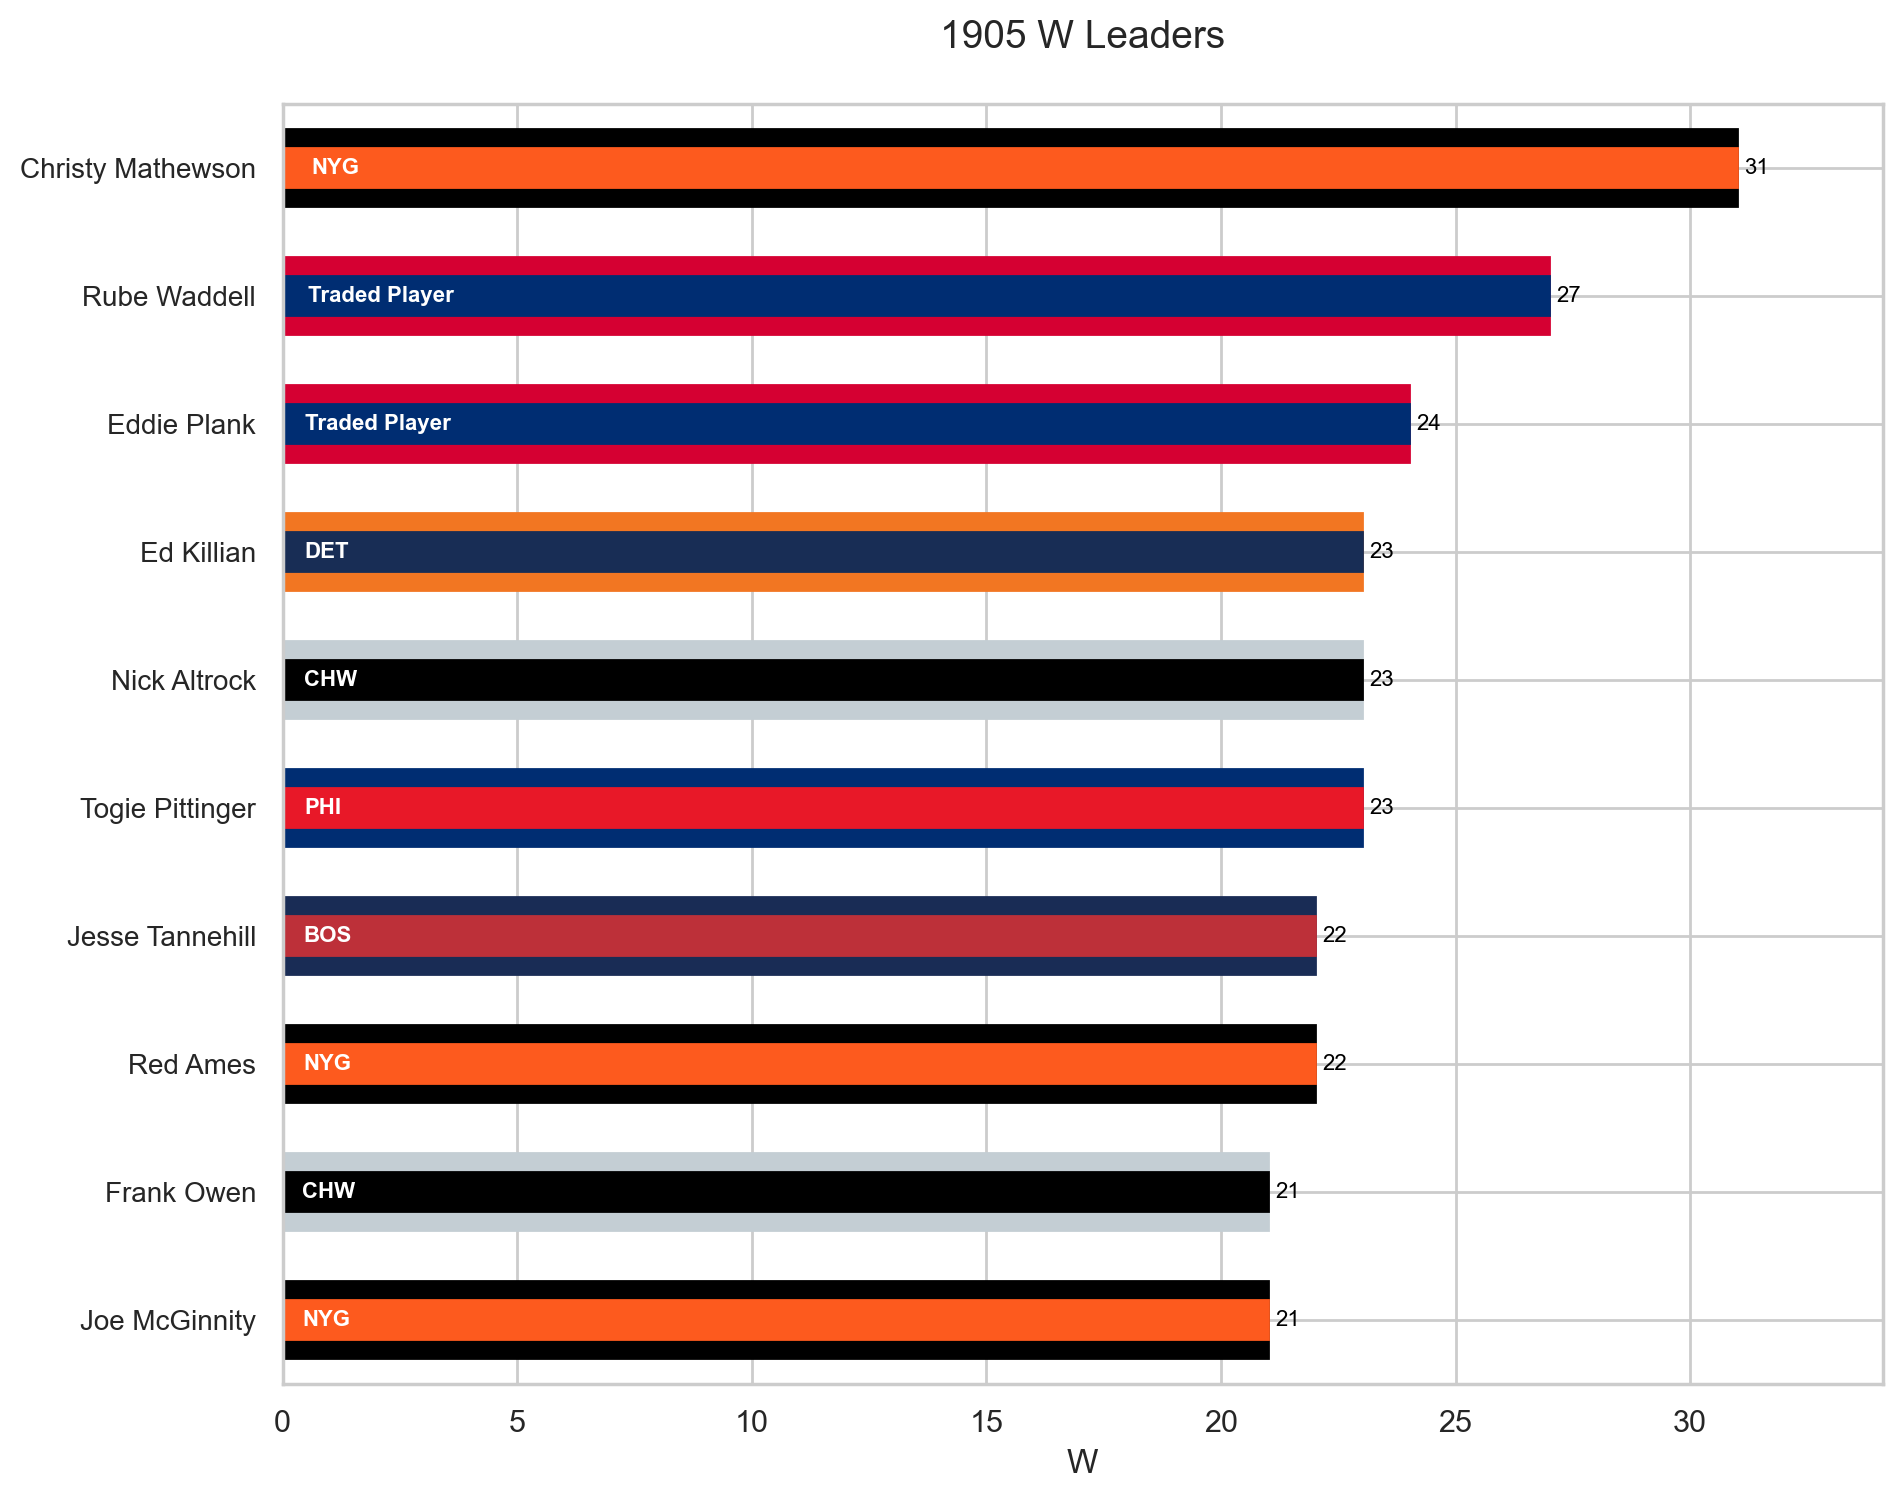 1905 W Leaders
Christy Mathewson NYG 31
Rube Waddell Traded Player 27
Eddie Plank Traded Player 24
Ed Killian DET 23
Nick Altrock CHW 23
Togie Pittinger PHI 23
Jesse Tannehill BOS 22
Red Ames NYG 22
Frank Owen CHW 21
Joe McGinnity NYG 21
0 5 10 15 20 25 30
W